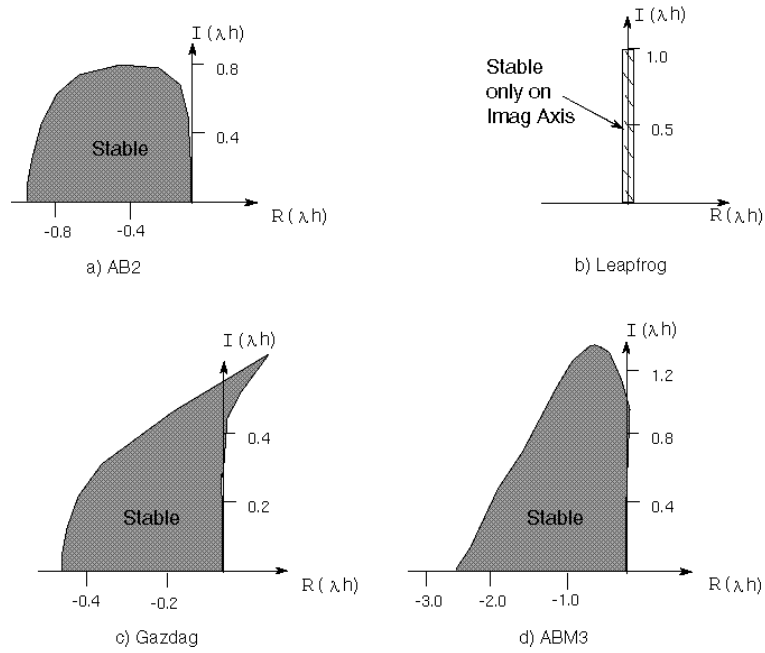 I (λh)
0.8
0.4
Stable
R (λh)
-0.8
-0.4
a) AB2
I (λh)
1.0
Stable
only on
Imag Axis
0.5
R (λh)
b) Leapfrog
I (λh)
0.4
0.2
Stable
R (λh)
-0.4
-0.2
c) Gazdag
I (λh)
1.2
0.8
0.4
Stable
R (λh)
-3.0
-2.0
-1.0
d) ABM3